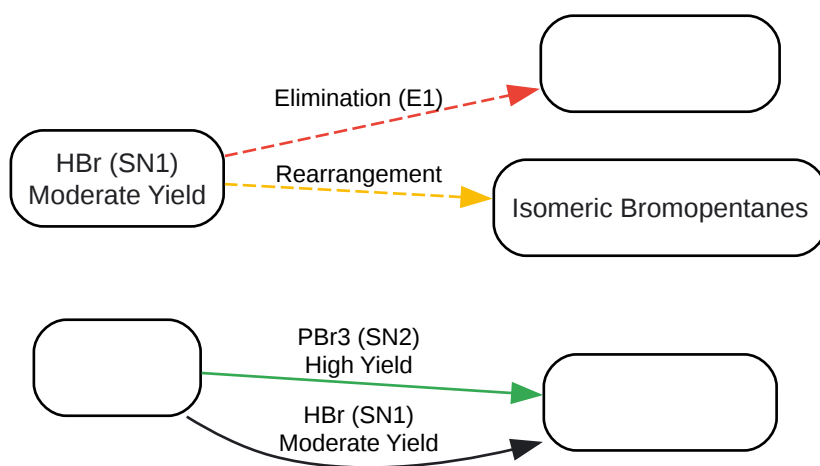 Elimination (E1)
HBr (SN1)
Moderate Yield
Rearrangement
Isomeric Bromopentanes
PBr3 (SN2)
High Yield
HBr (SN1)
Moderate Yield